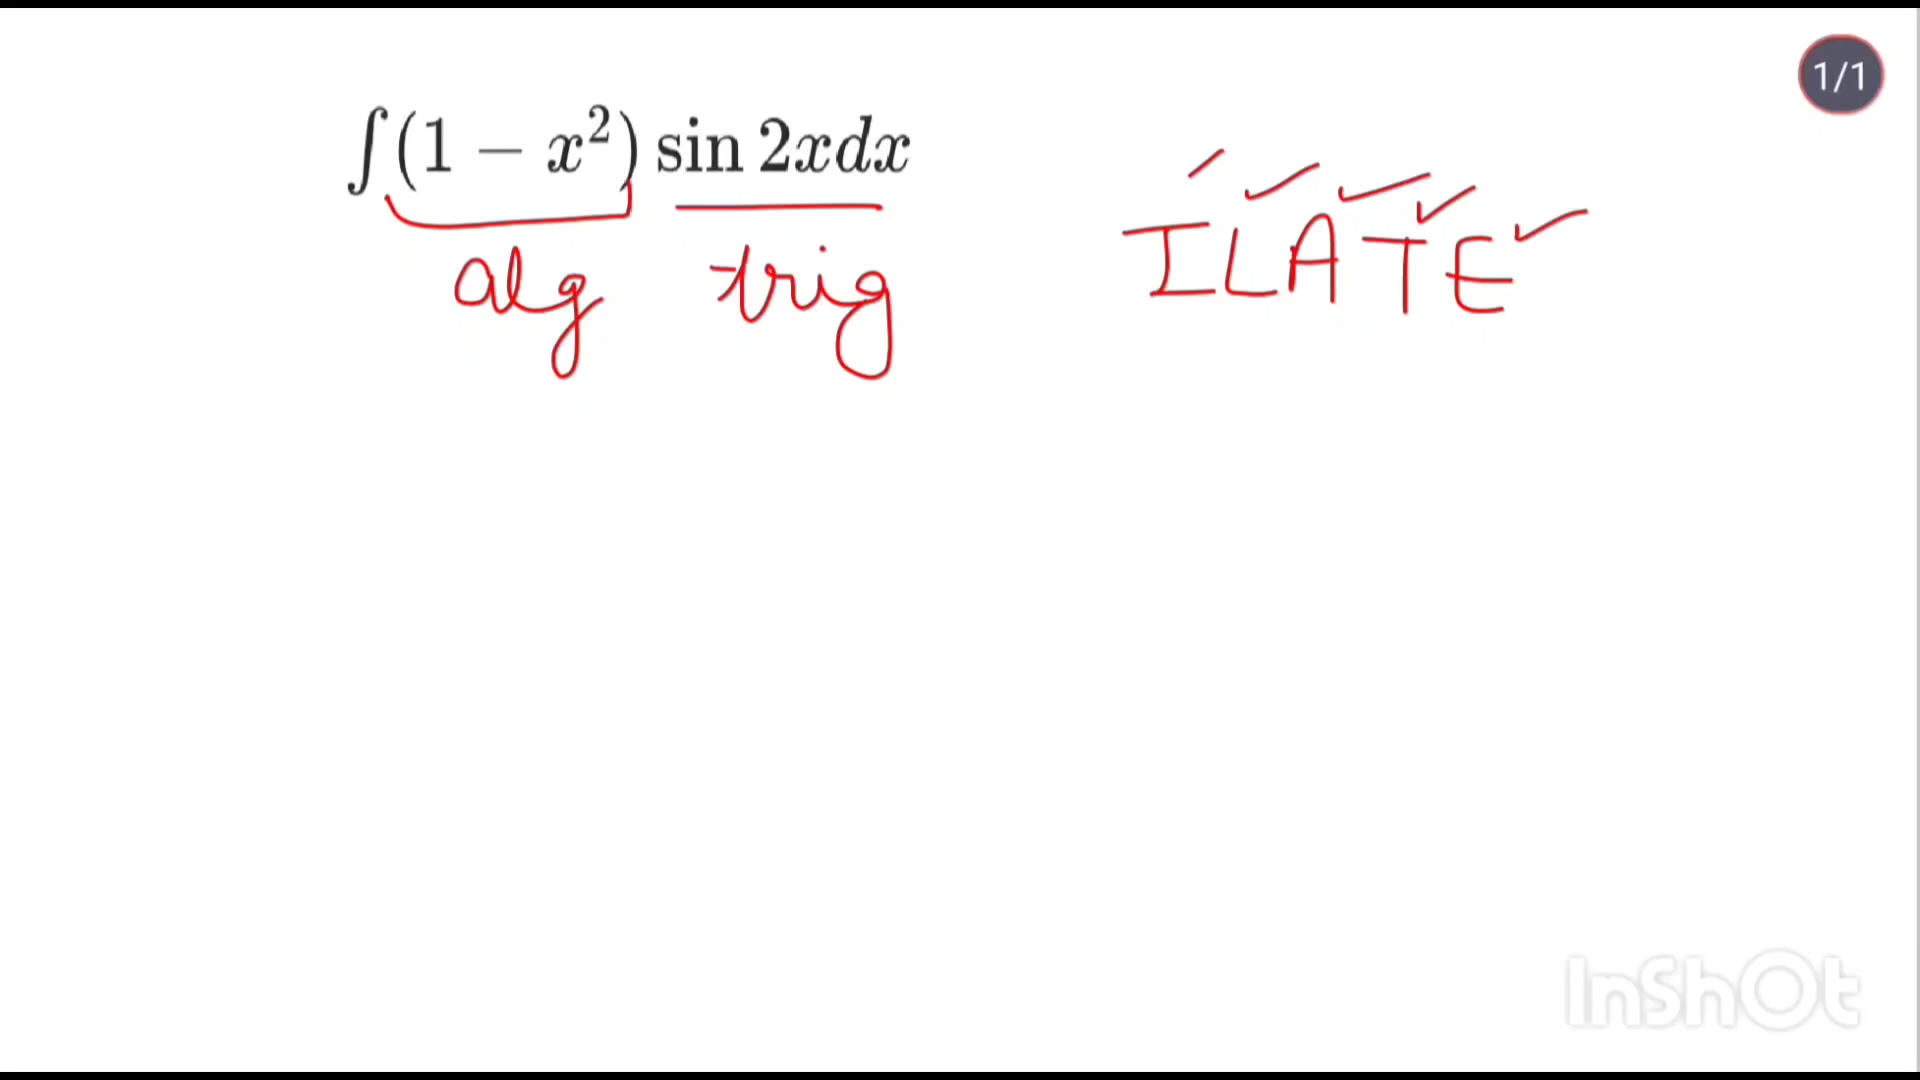 1/1
∫(1 − x²) sin 2xdx
ILATE
alg trig
InShOt